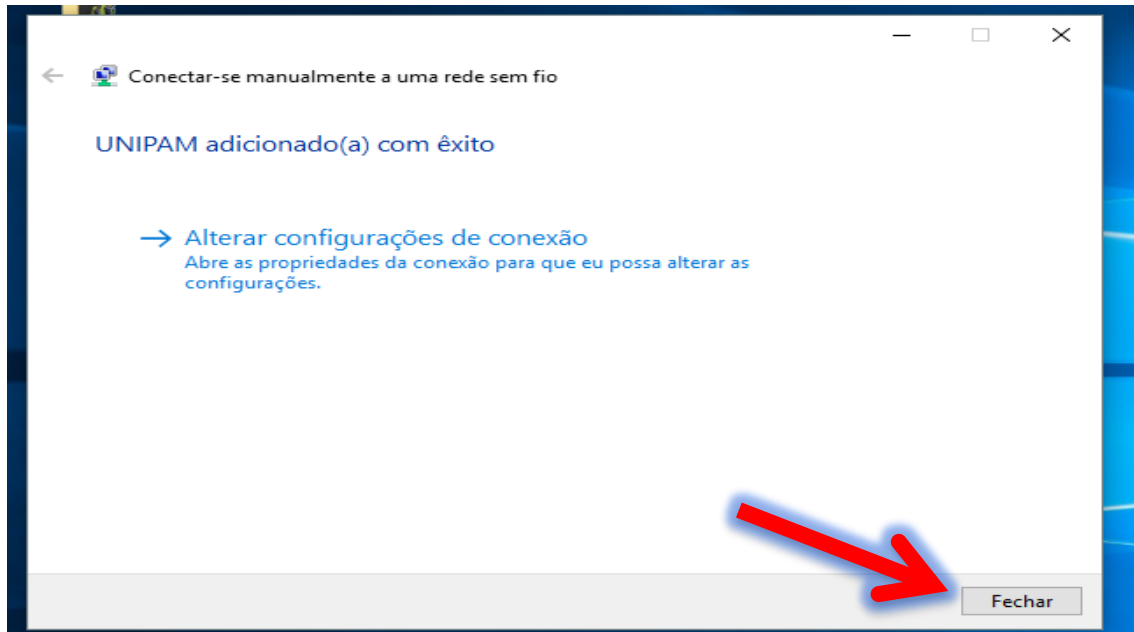 Conectar-se manualmente a uma rede sem fio
UNIPAM adicionado(a) com êxito
Alterar configurações de conexão
Abre as propriedades da conexão para que eu possa alterar as
configurações.
Fechar